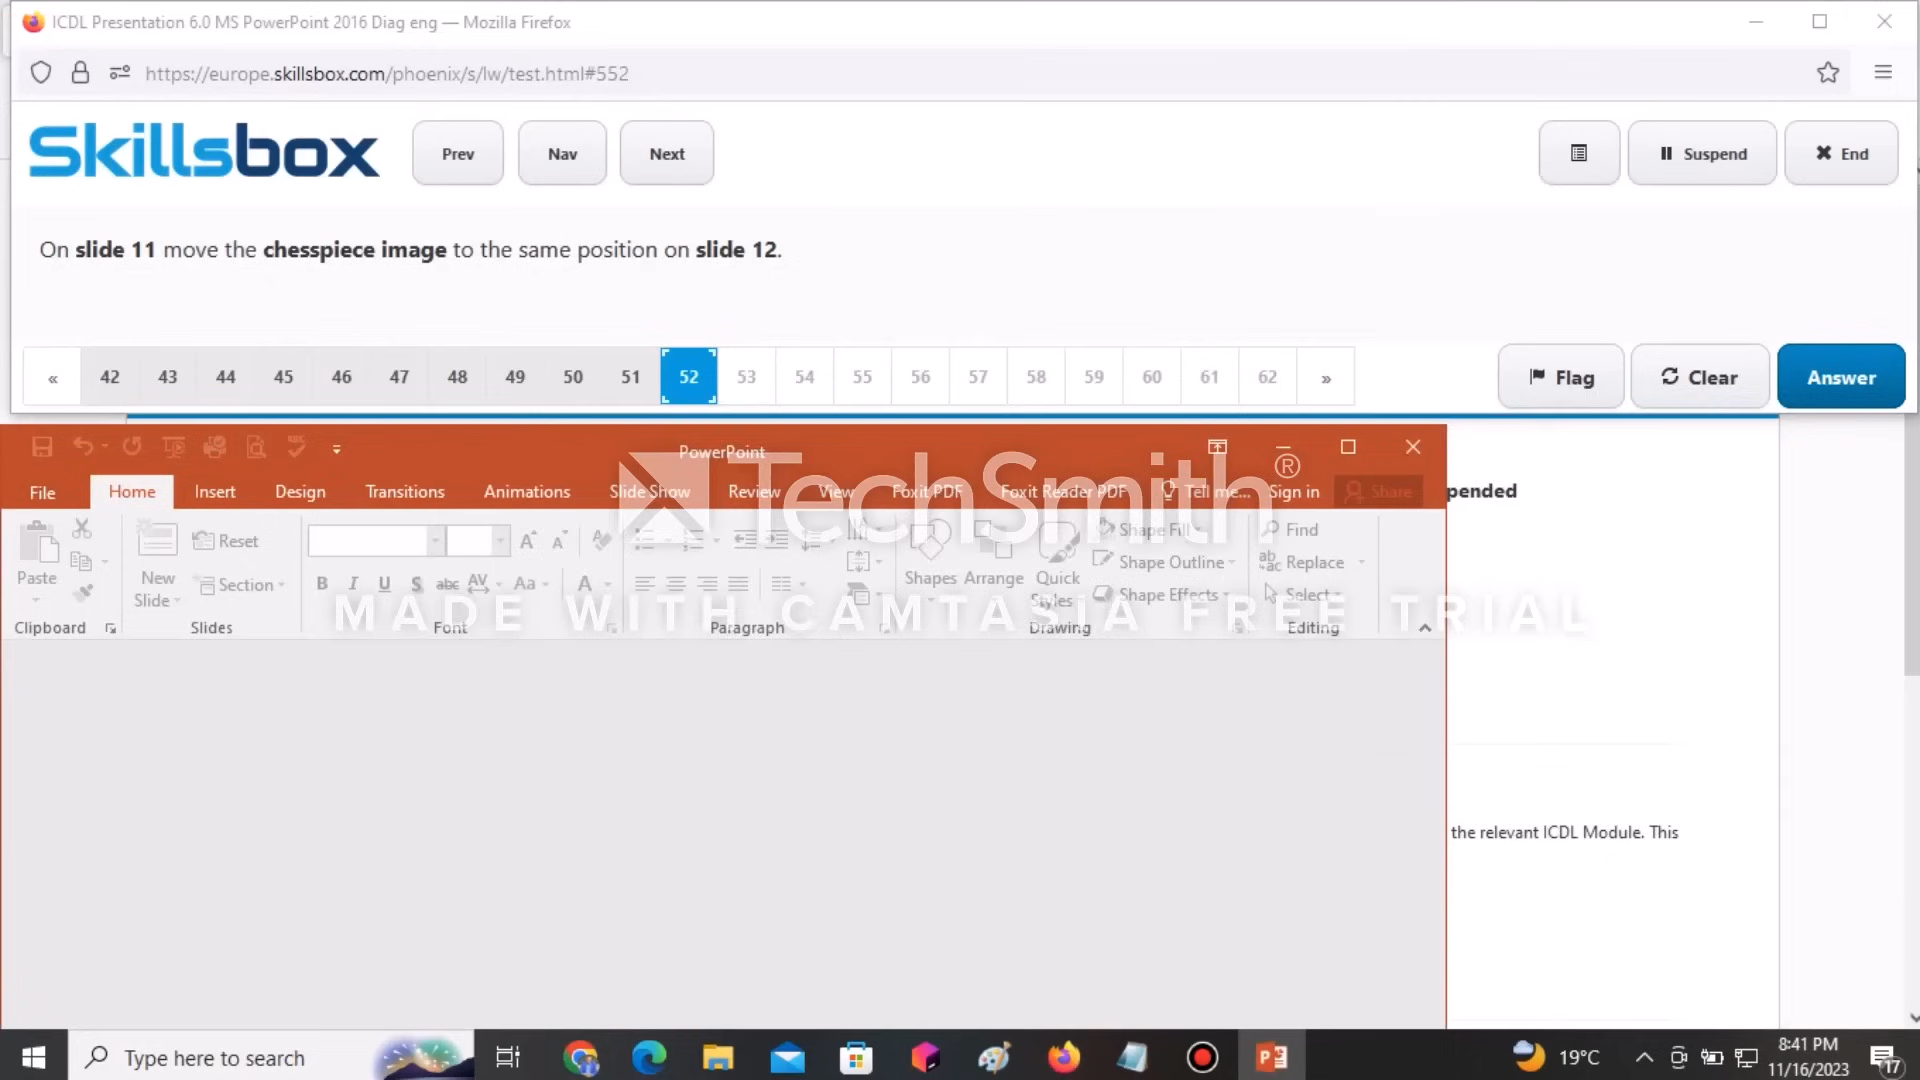 ICDL Presentation 6.0 MS PowerPoint 2016 Diag eng — Mozilla Firefox
https://europe.skillsbox.com/phoenix/s/lw/test.html#552
Skillsbox Prev Nav Next Suspend End
On slide 11 move the chesspiece image to the same position on slide 12.
« 42 43 44 45 46 47 48 49 50 51 52 53 54 55 56 57 58 59 60 61 62 » Flag Clear Answer
PowerPoint
File Home Insert Design Transitions Animations Slide Show Review View Foxit PDF Foxit Reader PDF Tell me... Sign in Share
pended
TechSmith ®
Paste
New Slide
Reset
Section
B I U S abc AV Aa A
Shapes Arrange Quick Styles
Shape Fill
Shape Outline
Shape Effects
Find
Replace
Select
MADE WITH CAMTASIA FREE TRIAL
Clipboard Slides Font Paragraph Drawing Editing
the relevant ICDL Module. This
Type here to search
19°C
8:41 PM
11/16/2023
17